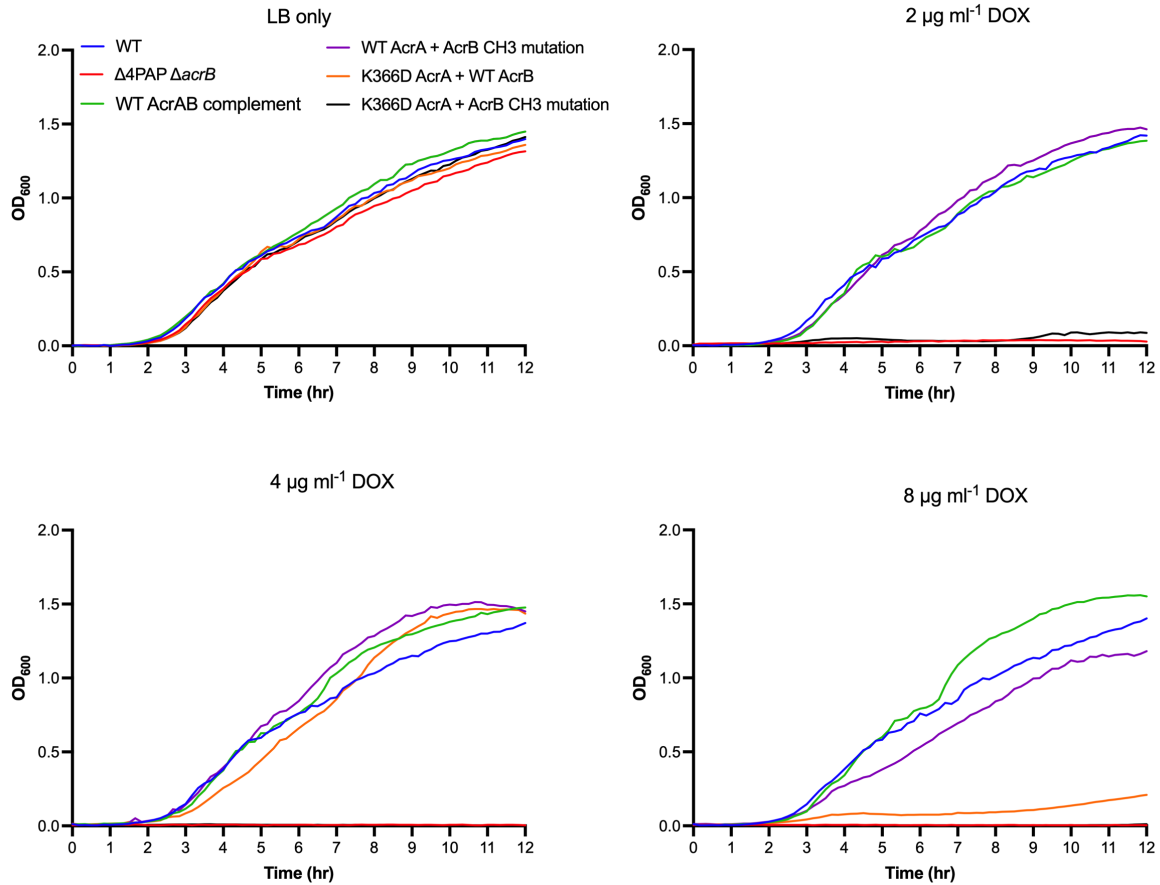 LB only
WT
Δ4PAP ΔacrB
WT AcrAB complement
WT AcrA + AcrB CH3 mutation
K366D AcrA + WT AcrB
K366D AcrA + AcrB CH3 mutation
2.0
1.5
1.0
0.5
0.0
OD600
0 1 2 3 4 5 6 7 8 9 10 11 12
Time (hr)
2 µg ml-1 DOX
2.0
1.5
1.0
0.5
0.0
OD600
0 1 2 3 4 5 6 7 8 9 10 11 12
Time (hr)
4 µg ml-1 DOX
2.0
1.5
1.0
0.5
0.0
OD600
0 1 2 3 4 5 6 7 8 9 10 11 12
Time (hr)
8 µg ml-1 DOX
2.0
1.5
1.0
0.5
0.0
OD600
0 1 2 3 4 5 6 7 8 9 10 11 12
Time (hr)